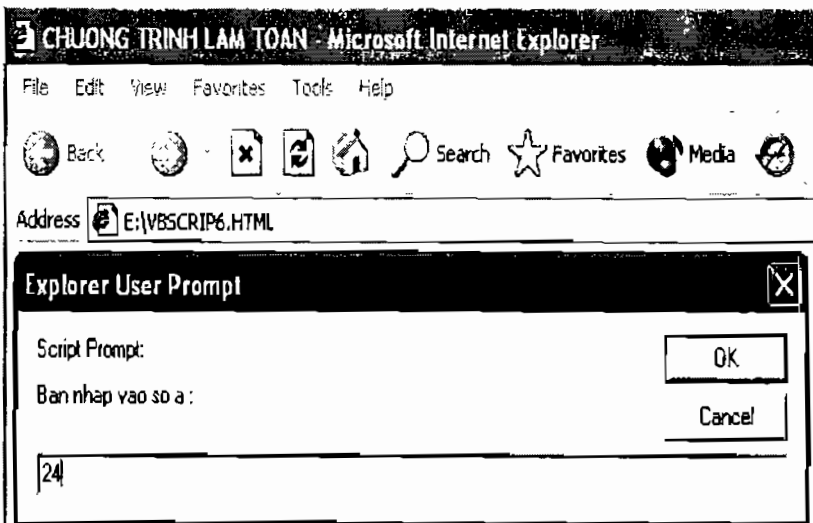 CHUONG TRINH LAM TOAN - Microsoft Internet Explorer
File Edit View Favorites Tools Help
Back Search Favorites Media
Address E:\VBSCRIP6.HTML
Explorer User Prompt
Script Prompt:
OK
Ban nhap vao so a :
Cancel
24